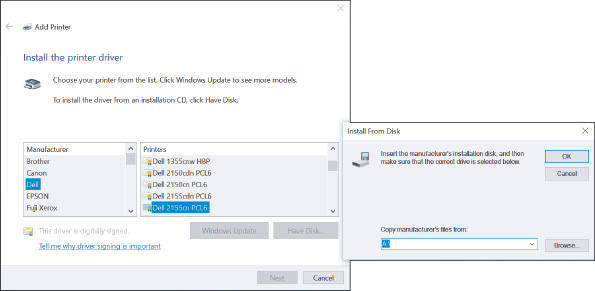 Add Printer
Install the printer driver
Choose your printer from the list. Click Windows Update to see more models.
To install the driver from an installation CD, click Have Disk.
Manufacturer
Brother
Canon
Dell
EPSON
Fuji Xerox
Printers
Dell 1355cnw HBP
Dell 2150cdn PCL6
Dell 2150cn PCL6
Dell 2155cdn PCL6
Dell 2155cn PCL6
This driver is digitally signed.
Tell me why driver signing is important
Windows Update
Have Disk...
Next
Cancel
Install From Disk
Insert the manufacturer's installation disk, and then
make sure that the correct drive is selected below.
OK
Cancel
Copy manufacturer's files from:
A:\
Browse...